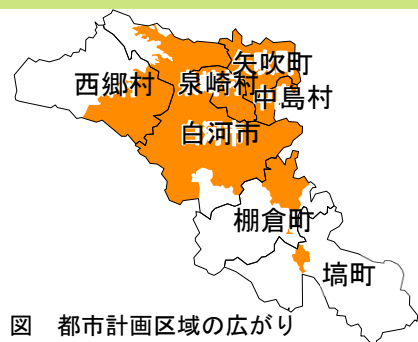 矢吹町
西郷村
泉崎村
中島村
白河市
棚倉町
塙町
図　都市計画区域の広がり